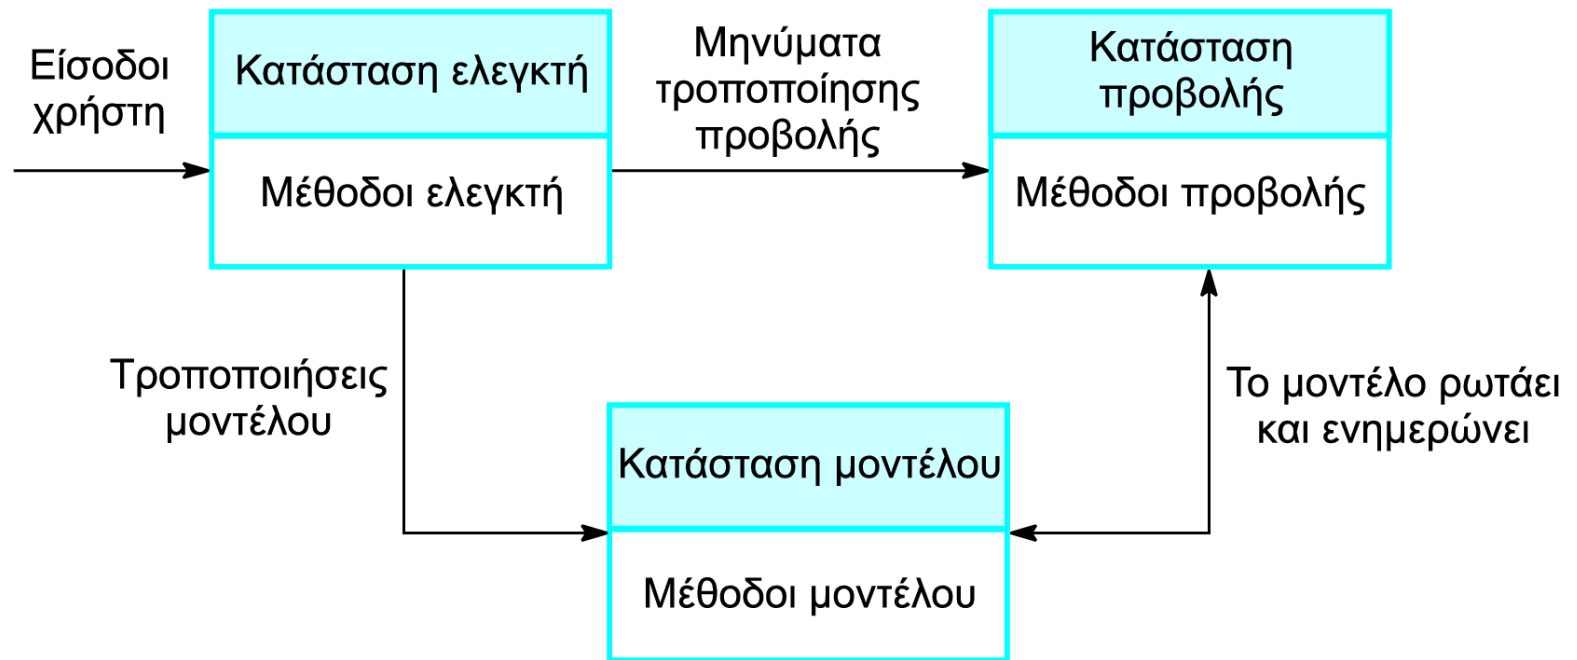 Είσοδοι
χρήστη
Κατάσταση ελεγκτή
Μέθοδοι ελεγκτή
Μηνύματα
τροποποίησης
προβολής
Κατάσταση
προβολής
Μέθοδοι προβολής
Τροποποιήσεις
μοντέλου
Κατάσταση μοντέλου
Μέθοδοι μοντέλου
Το μοντέλο ρωτάει
και ενημερώνει